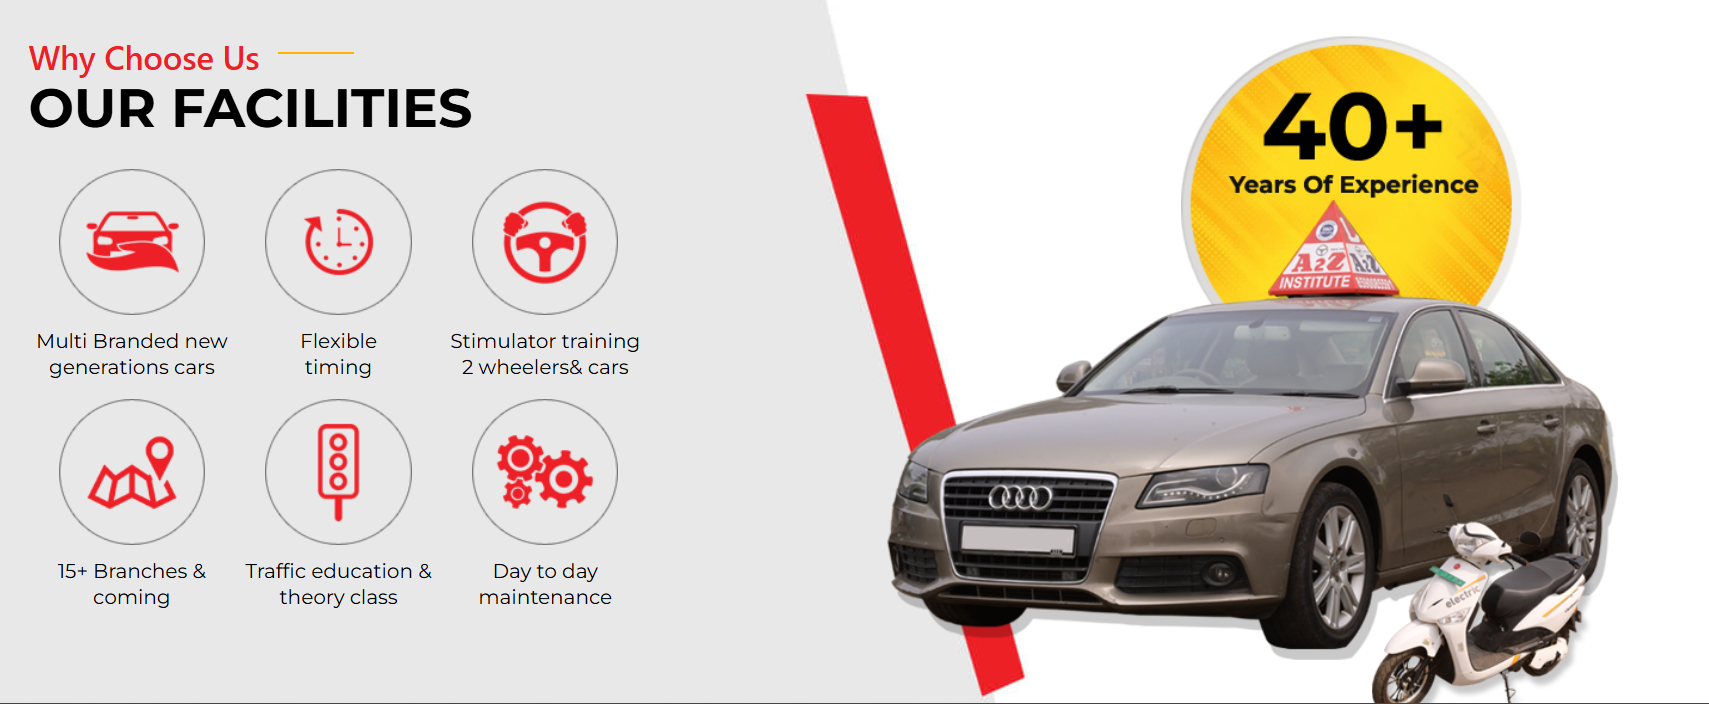 Why Choose Us
OUR FACILITIES
Multi Branded new
generations cars
Flexible
timing
Stimulator training
2 wheelers& cars
15+ Branches &
coming
Traffic education &
theory class
Day to day
maintenance
40+
Years Of Experience
L
A2Z
INSTITUTE
A2Z
electric